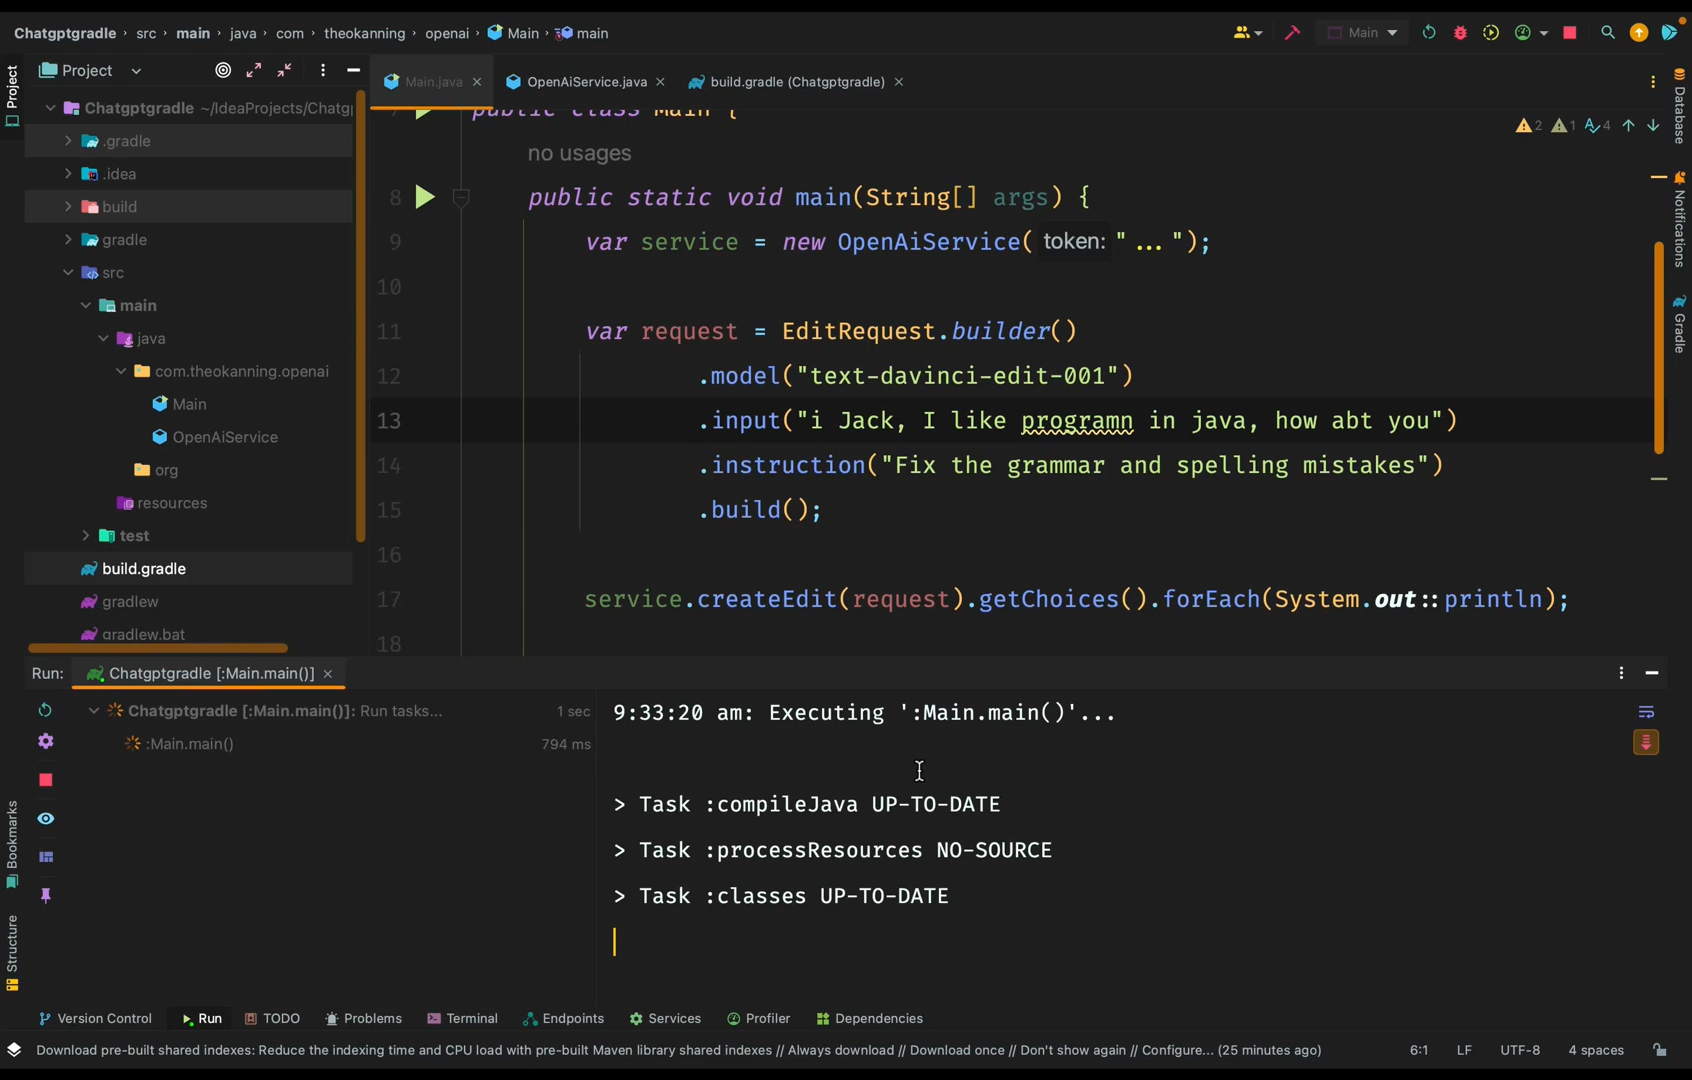 Chatgptgradle › src › main › java › com › theokanning › openai › Main › main
Main
Project
Main.java
OpenAiService.java
build.gradle (Chatgptgradle)
Project
Chatgptgradle ~/IdeaProjects/Chatg
.gradle
.idea
build
gradle
src
main
java
com.theokanning.openai
Main
OpenAiService
org
resources
test
build.gradle
gradlew
gradlew.bat
2 1 4
7 public class Main {
no usages
8 public static void main(String[] args) {
9 var service = new OpenAiService( token: "...");
10
11 var request = EditRequest.builder()
12 .model("text-davinci-edit-001")
13 .input("i Jack, I like programn in java, how abt you")
14 .instruction("Fix the grammar and spelling mistakes")
15 .build();
16
17 service.createEdit(request).getChoices().forEach(System.out::println);
18
Database
Notifications
Gradle
Run: Chatgptgradle [:Main.main()]
Chatgptgradle [:Main.main()]: Run tasks... 1 sec
:Main.main() 794 ms
9:33:20 am: Executing ':Main.main()'...
> Task :compileJava UP-TO-DATE
> Task :processResources NO-SOURCE
> Task :classes UP-TO-DATE
Bookmarks
Structure
Version Control Run TODO Problems Terminal Endpoints Services Profiler Dependencies
Download pre-built shared indexes: Reduce the indexing time and CPU load with pre-built Maven library shared indexes // Always download // Download once // Don't show again // Configure... (25 minutes ago) 6:1 LF UTF-8 4 spaces